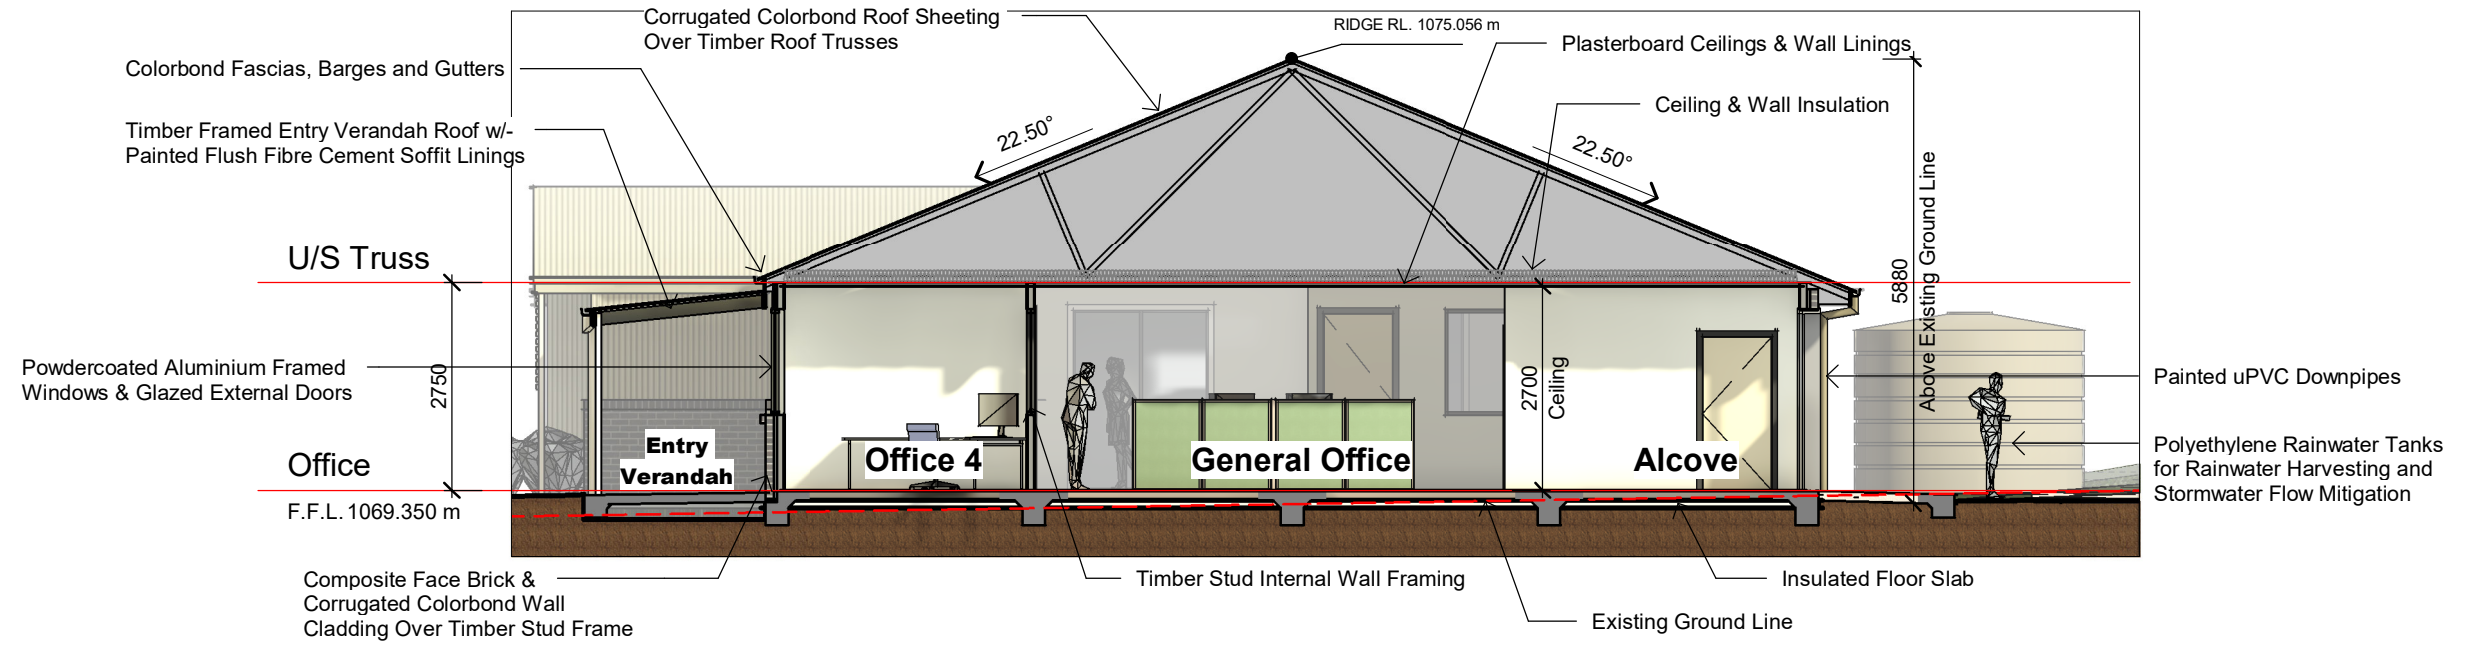 Corrugated Colorbond Roof Sheeting
Over Timber Roof Trusses
RIDGE RL. 1075.056 m
Plasterboard Ceilings & Wall Linings
Colorbond Fascias, Barges and Gutters
Ceiling & Wall Insulation
Timber Framed Entry Verandah Roof w/-
Painted Flush Fibre Cement Soffit Linings
22.50°
22.50°
U/S Truss
5880
Above Existing Ground Line
Powdercoated Aluminium Framed
Windows & Glazed External Doors
2750
2700
Ceiling
Painted uPVC Downpipes
Entry
Verandah
Office 4
General Office
Alcove
Polyethylene Rainwater Tanks
for Rainwater Harvesting and
Stormwater Flow Mitigation
Office
F.F.L. 1069.350 m
Composite Face Brick &
Corrugated Colorbond Wall
Cladding Over Timber Stud Frame
Timber Stud Internal Wall Framing
Insulated Floor Slab
Existing Ground Line